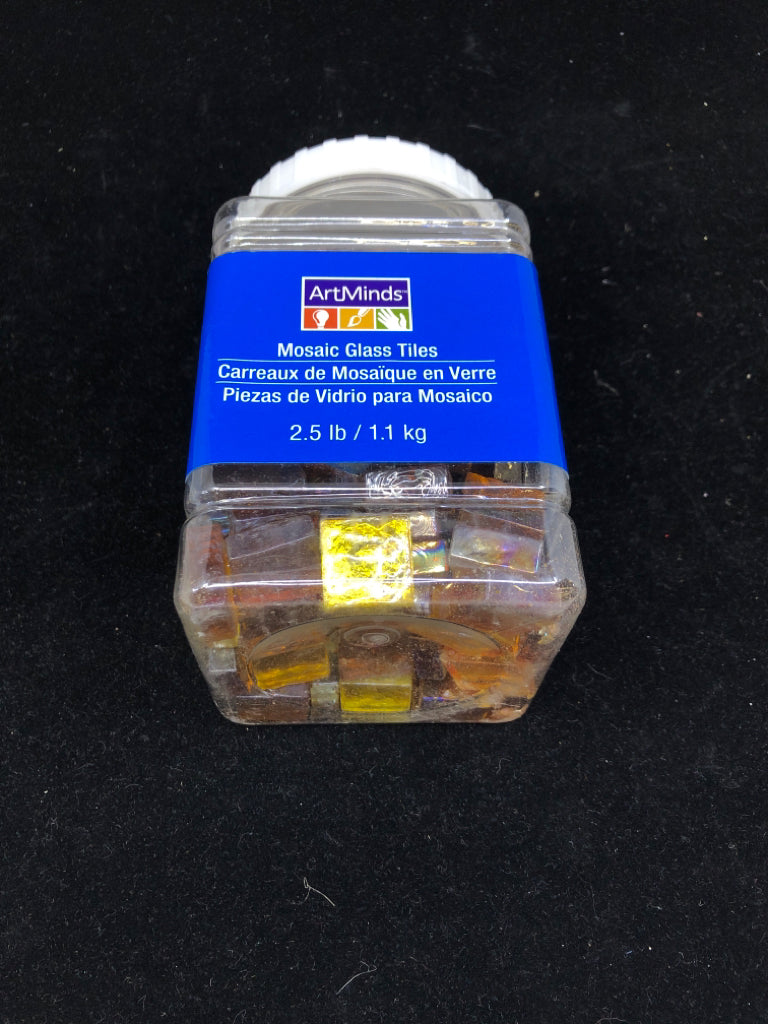 ArtMinds™
Mosaic Glass Tiles
Carreaux de Mosaïque en Verre
Piezas de Vidrio para Mosaico
2.5 lb / 1.1 kg